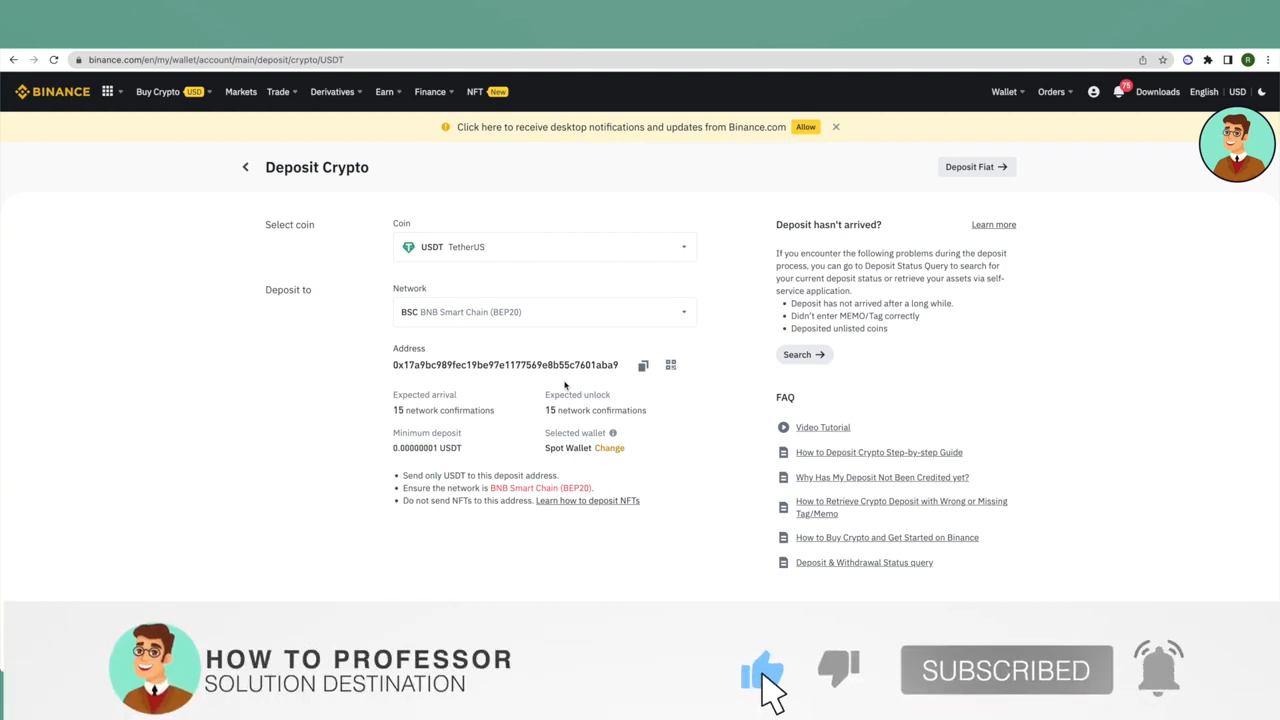 binance.com/en/my/wallet/account/main/deposit/crypto/USDT
R
BINANCE
Buy Crypto USD Markets Trade Derivatives Earn Finance NFT New
Wallet Orders 75 Downloads English USD
Click here to receive desktop notifications and updates from Binance.com Allow
Deposit Crypto
Deposit Fiat →
Select coin
Coin
USDT TetherUS
Deposit to
Network
BSC BNB Smart Chain (BEP20)
Address
0x17a9bc989fec19be97e1177569e8b55c7601aba9
Expected arrival
15 network confirmations
Expected unlock
15 network confirmations
Minimum deposit
0.00000001 USDT
Selected wallet
Spot Wallet Change
• Send only USDT to this deposit address.
• Ensure the network is BNB Smart Chain (BEP20).
• Do not send NFTs to this address. Learn how to deposit NFTs
Deposit hasn't arrived?
Learn more
If you encounter the following problems during the deposit
process, you can go to Deposit Status Query to search for
your current deposit status or retrieve your assets via self-
service application.
• Deposit has not arrived after a long while.
• Didn't enter MEMO/Tag correctly
• Deposited unlisted coins
Search →
FAQ
Video Tutorial
How to Deposit Crypto Step-by-step Guide
Why Has My Deposit Not Been Credited yet?
How to Retrieve Crypto Deposit with Wrong or Missing
Tag/Memo
How to Buy Crypto and Get Started on Binance
Deposit & Withdrawal Status query
HOW TO PROFESSOR
SOLUTION DESTINATION
SUBSCRIBED